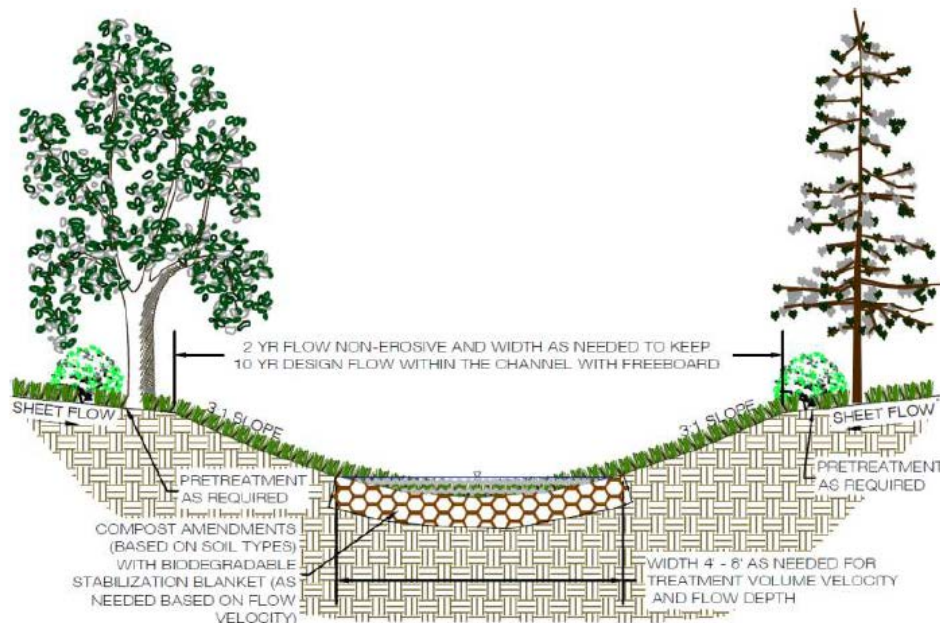 2 YR FLOW NON-EROSIVE AND WIDTH AS NEEDED TO KEEP
10 YR DESIGN FLOW WITHIN THE CHANNEL WITH FREEBOARD
SHEET FLOW
3:1 SLOPE
3:1 SLOPE
SHEET FLOW
PRETREATMENT
AS REQUIRED
PRETREATMENT
AS REQUIRED
COMPOST AMENDMENTS
(BASED ON SOIL TYPES)
WITH BIODEGRADABLE
STABILIZATION BLANKET (AS
NEEDED BASED ON FLOW
VELOCITY)
WIDTH 4' - 8' AS NEEDED FOR
TREATMENT VOLUME VELOCITY
AND FLOW DEPTH